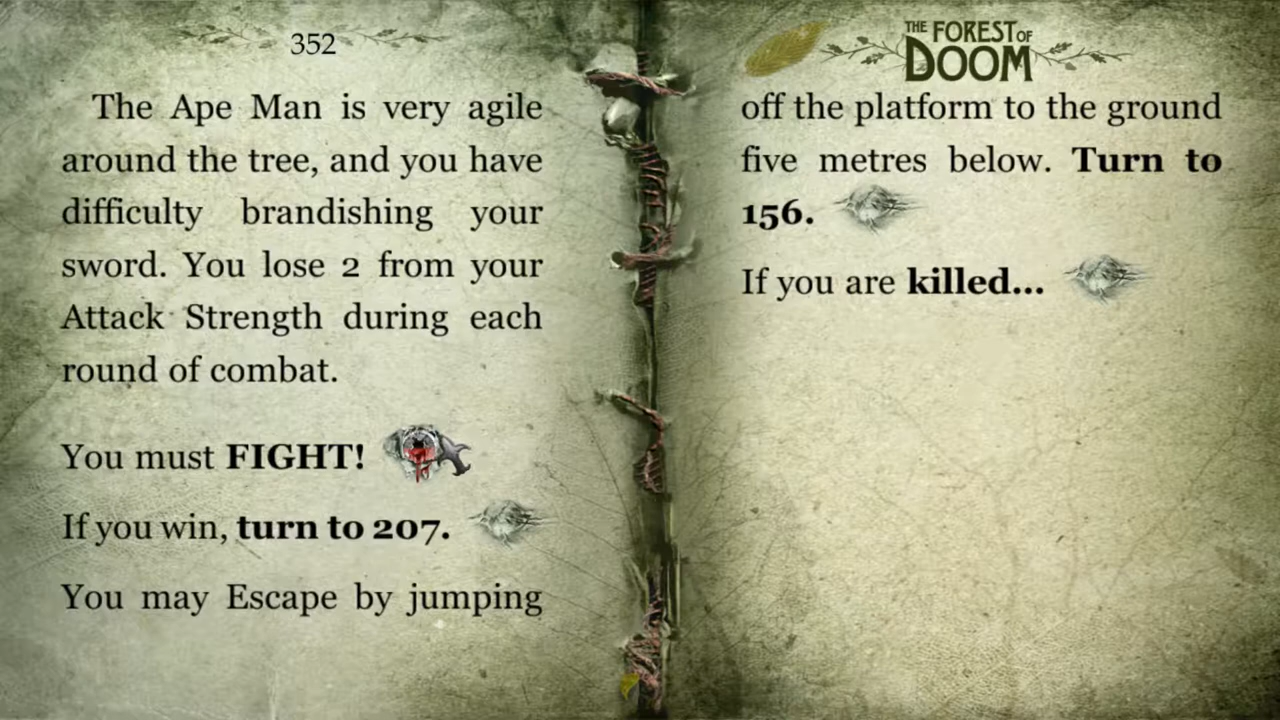 352
The Ape Man is very agile
around the tree, and you have
difficulty brandishing your
sword. You lose 2 from your
Attack Strength during each
round of combat.
You must FIGHT!
If you win, turn to 207.
You may Escape by jumping
THE FOREST OF
DOOM
off the platform to the ground
five metres below. Turn to
156.
If you are killed...